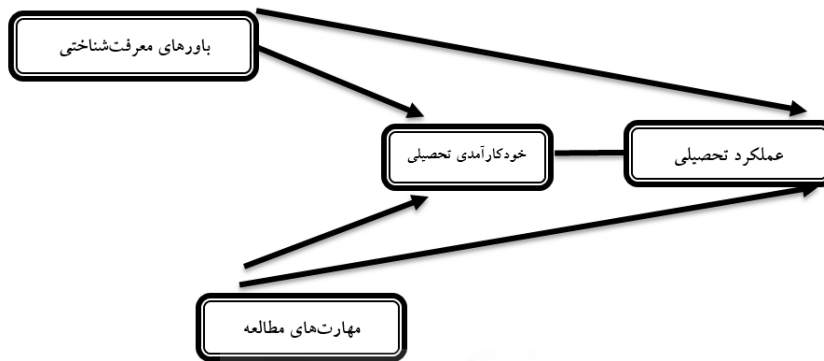 باورهای معرفت‌شناختی
خودکارآمدی تحصیلی
عملکرد تحصیلی
مهارت‌های مطالعه